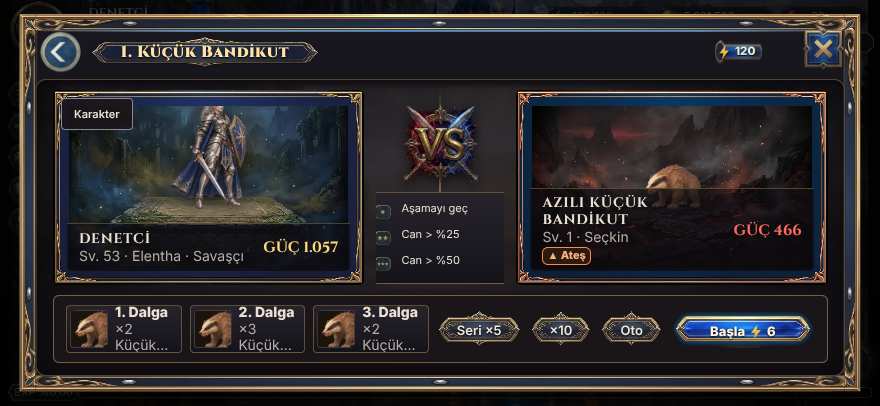 DENETCİ
1. KÜÇÜK BANDİKUT
120
Karakter
VS
DENETCİ
Sv. 53 · Elentha · Savaşçı
GÜÇ 1.057
Aşamayı geç
Can > %25
Can > %50
AZILI KÜÇÜK
BANDİKUT
Sv. 1 · Seçkin
▲ Ateş
GÜÇ 466
1. Dalga
×2
Küçük...
2. Dalga
×3
Küçük...
3. Dalga
×2
Küçük...
Seri ×5
×10
Oto
Başla 6